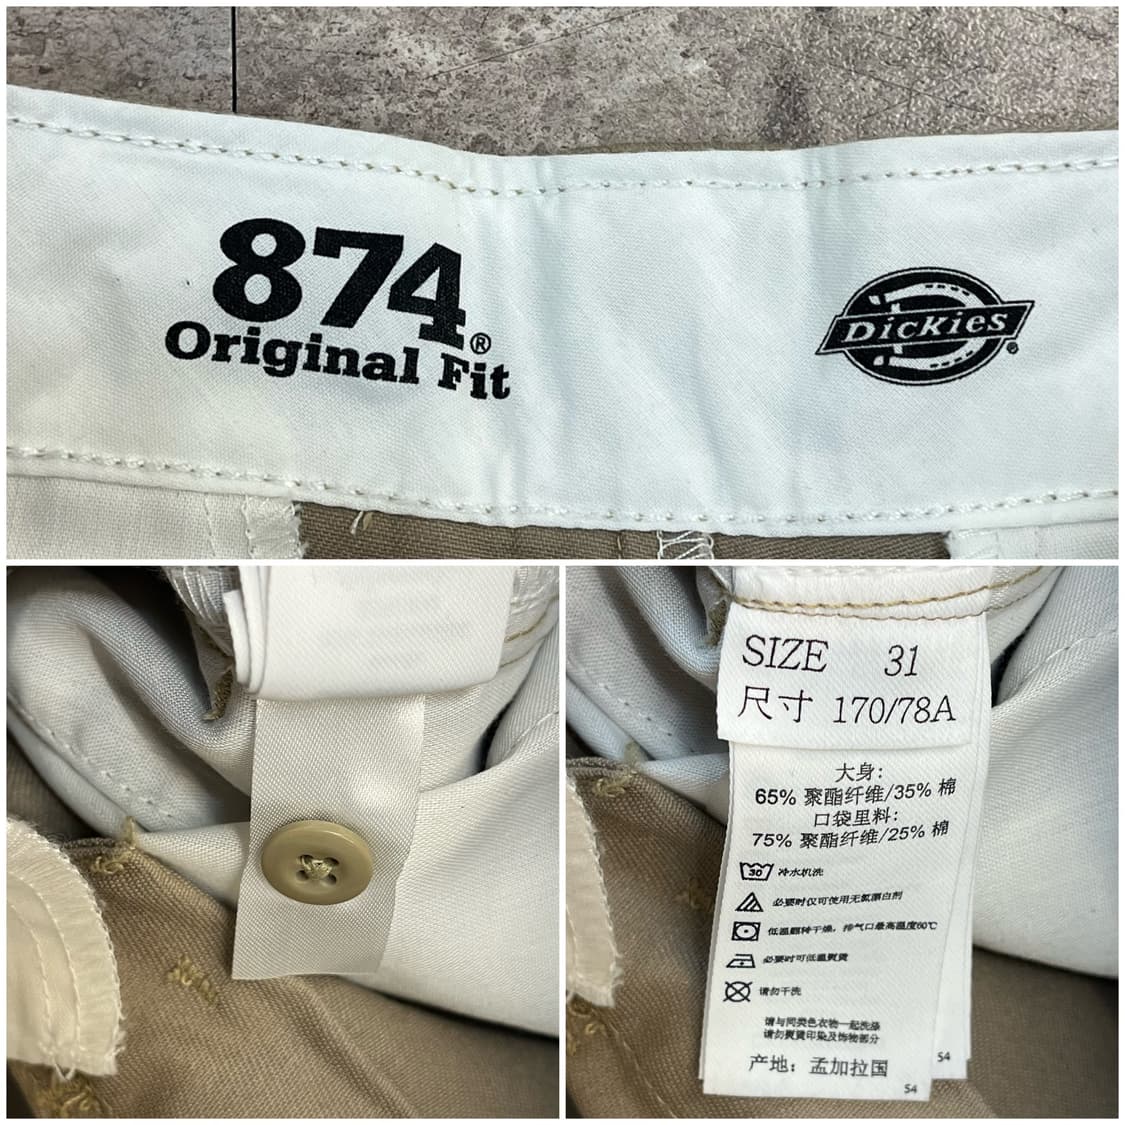 874®
Original Fit
Dickies®
SIZE 31
尺寸 170/78A
大身:
65% 聚酯纤维/35% 棉
口袋里料:
75% 聚酯纤维/25% 棉
30 冷水机洗
必要时仅可使用无氯漂白剂
低温翻转干燥，排气口最高温度60℃
必要时可低温熨烫
请勿干洗
请与同类色衣物一起洗涤
请勿熨烫印染及饰物部分
产地：孟加拉国
54
54